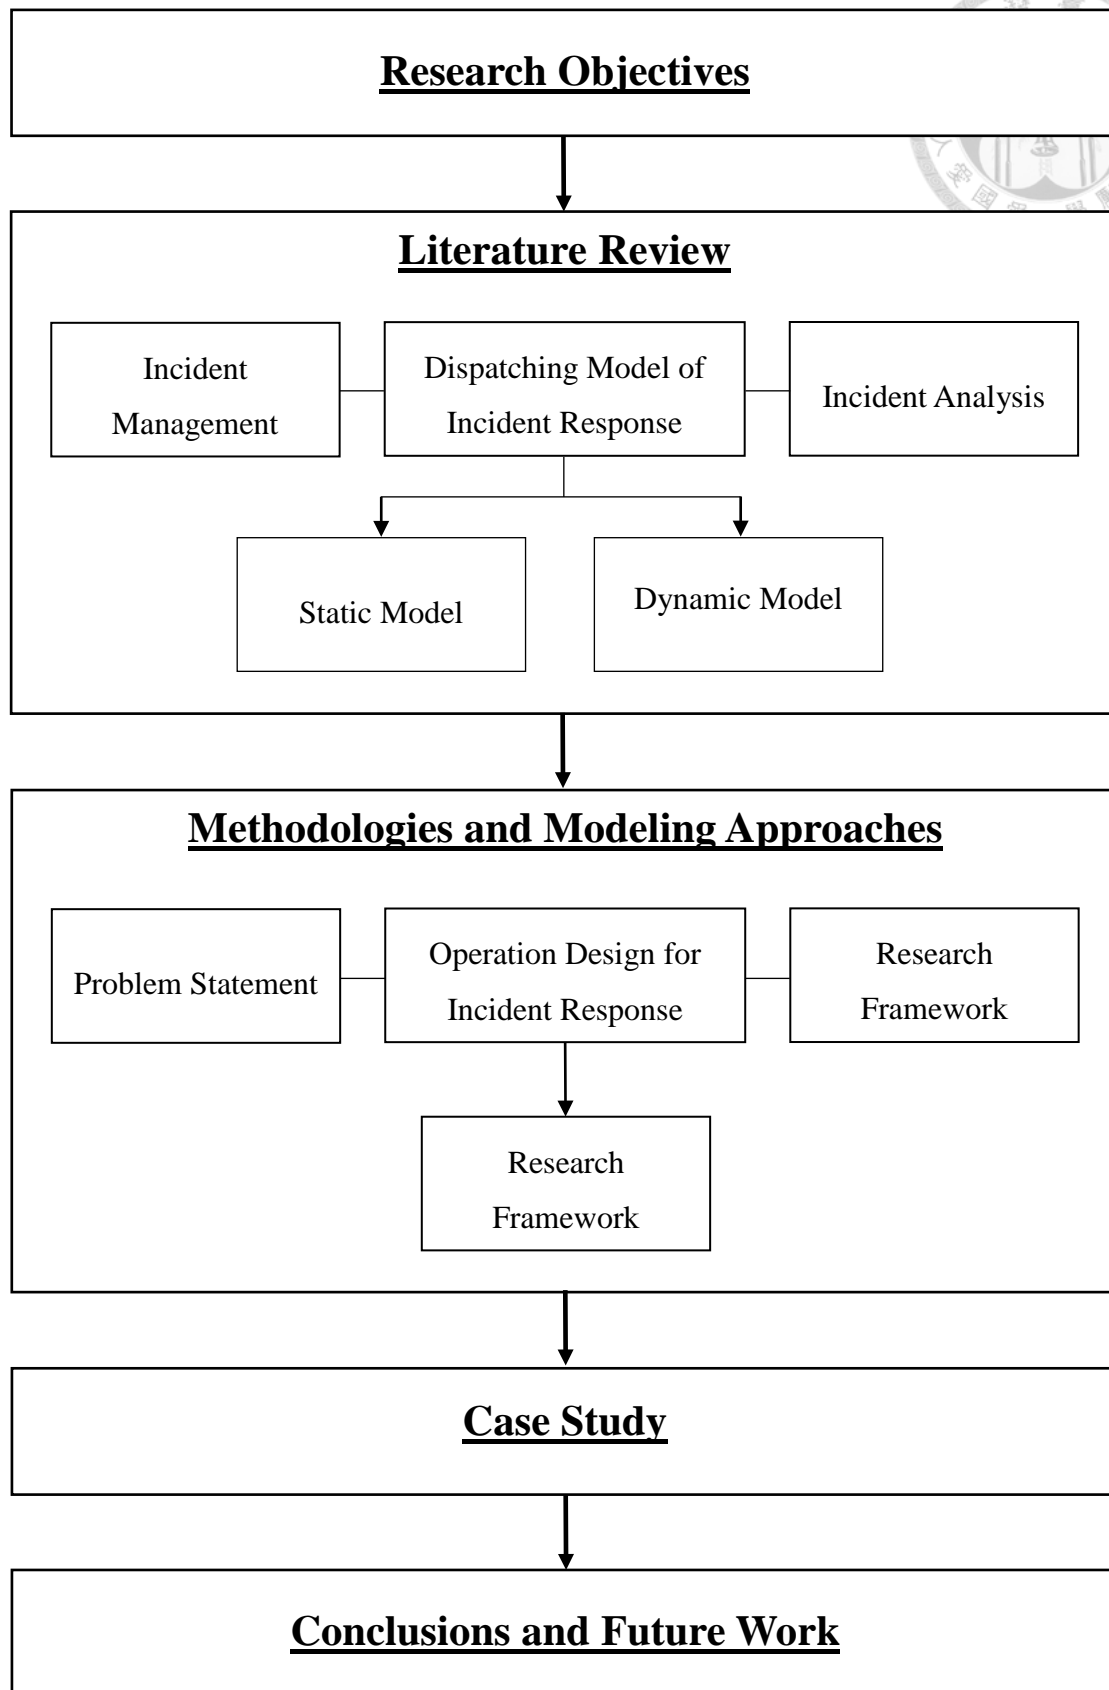 Research Objectives
Literature Review
Incident
Management
Dispatching Model of
Incident Response
Incident Analysis
Static Model
Dynamic Model
Methodologies and Modeling Approaches
Problem Statement
Operation Design for
Incident Response
Research
Framework
Research
Framework
Case Study
Conclusions and Future Work